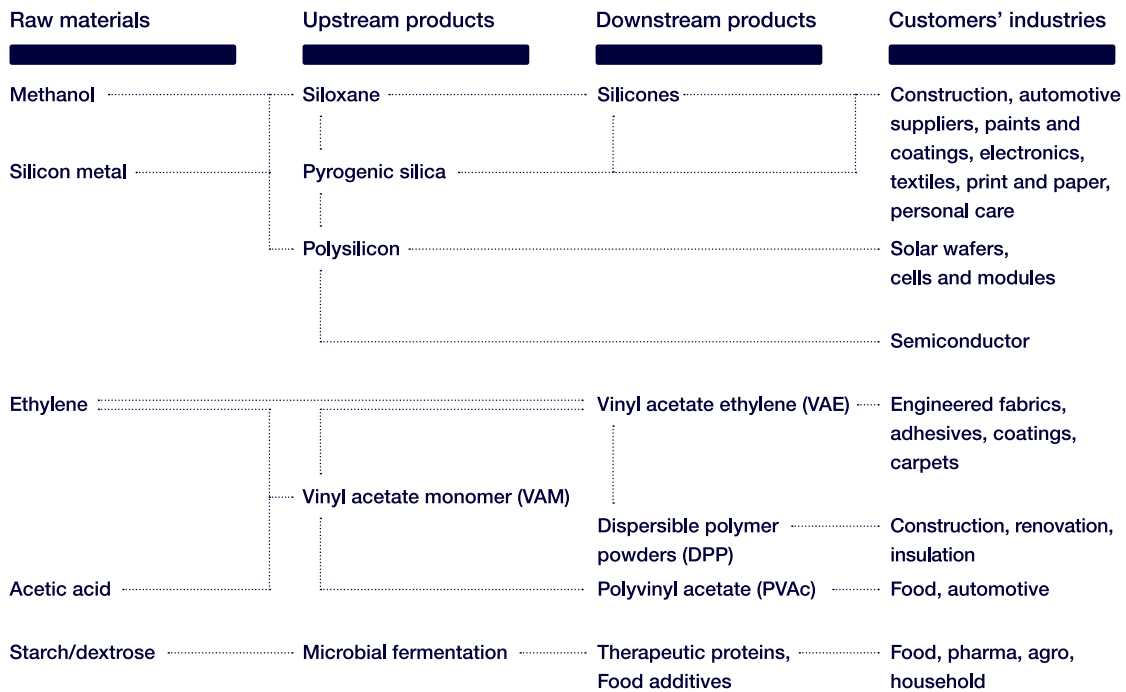 Raw materials
Upstream products
Downstream products
Customers’ industries
Methanol
Siloxane
Silicones
Construction, automotive
suppliers, paints and
coatings, electronics,
textiles, print and paper,
personal care
Silicon metal
Pyrogenic silica
Polysilicon
Solar wafers,
cells and modules
Semiconductor
Ethylene
Vinyl acetate ethylene (VAE)
Engineered fabrics,
adhesives, coatings,
carpets
Vinyl acetate monomer (VAM)
Dispersible polymer
powders (DPP)
Construction, renovation,
insulation
Acetic acid
Polyvinyl acetate (PVAc)
Food, automotive
Starch/dextrose
Microbial fermentation
Therapeutic proteins,
Food additives
Food, pharma, agro,
household